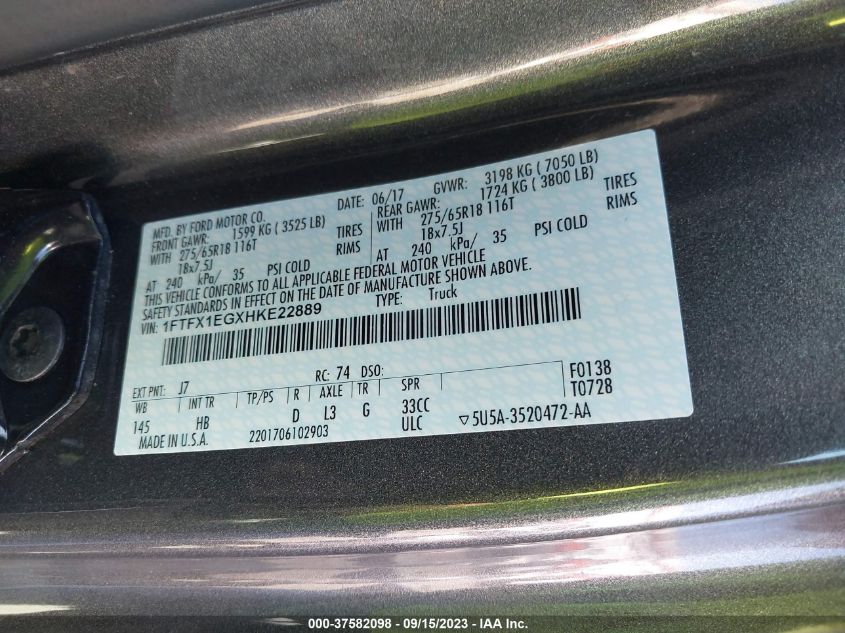 MFD. BY FORD MOTOR CO.
DATE: 06/17 GVWR: 3198 KG ( 7050 LB)
FRONT GAWR: 1599 KG ( 3525 LB) REAR GAWR: 1724 KG ( 3800 LB)
WITH 275/65R18 116T TIRES WITH 275/65R18 116T TIRES
18x7.5J RIMS 18x7.5J RIMS
AT 240 kPa/ 35 PSI COLD AT 240 kPa/ 35 PSI COLD
THIS VEHICLE CONFORMS TO ALL APPLICABLE FEDERAL MOTOR VEHICLE
SAFETY STANDARDS IN EFFECT ON THE DATE OF MANUFACTURE SHOWN ABOVE.
VIN: 1FTFX1EGXHKE22889 TYPE: Truck
EXT PNT: J7 RC: 74 DSO: F0138
WB INT TR TP/PS R AXLE TR SPR T0728
145 HB D L3 G 33CC
MADE IN U.S.A. 2201706102903 ULC ▽5U5A-3520472-AA
000-37582098 - 09/15/2023 - IAA Inc.